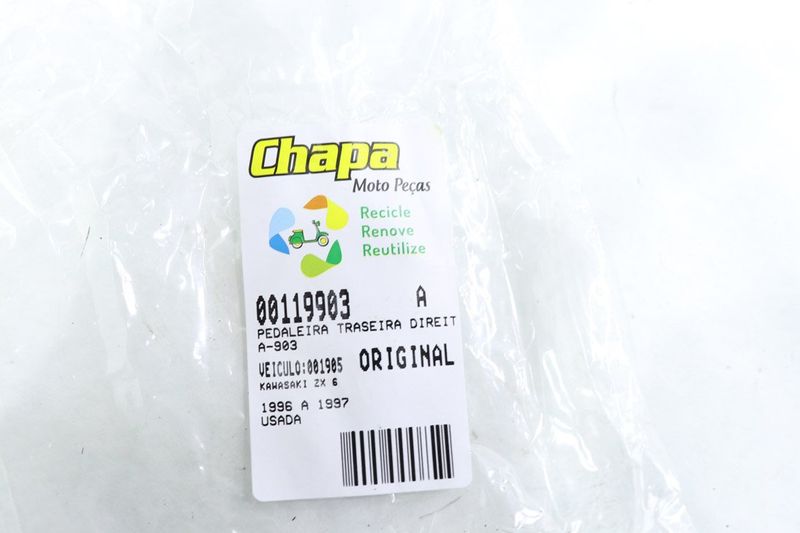 Chapa
Moto Peças
Recicle
Renove
Reutilize
00119903 A
PEDALEIRA TRASEIRA DIREIT
A-903
VEICULO:001905 ORIGINAL
KAWASAKI ZX 6
1996 A 1997
USADA